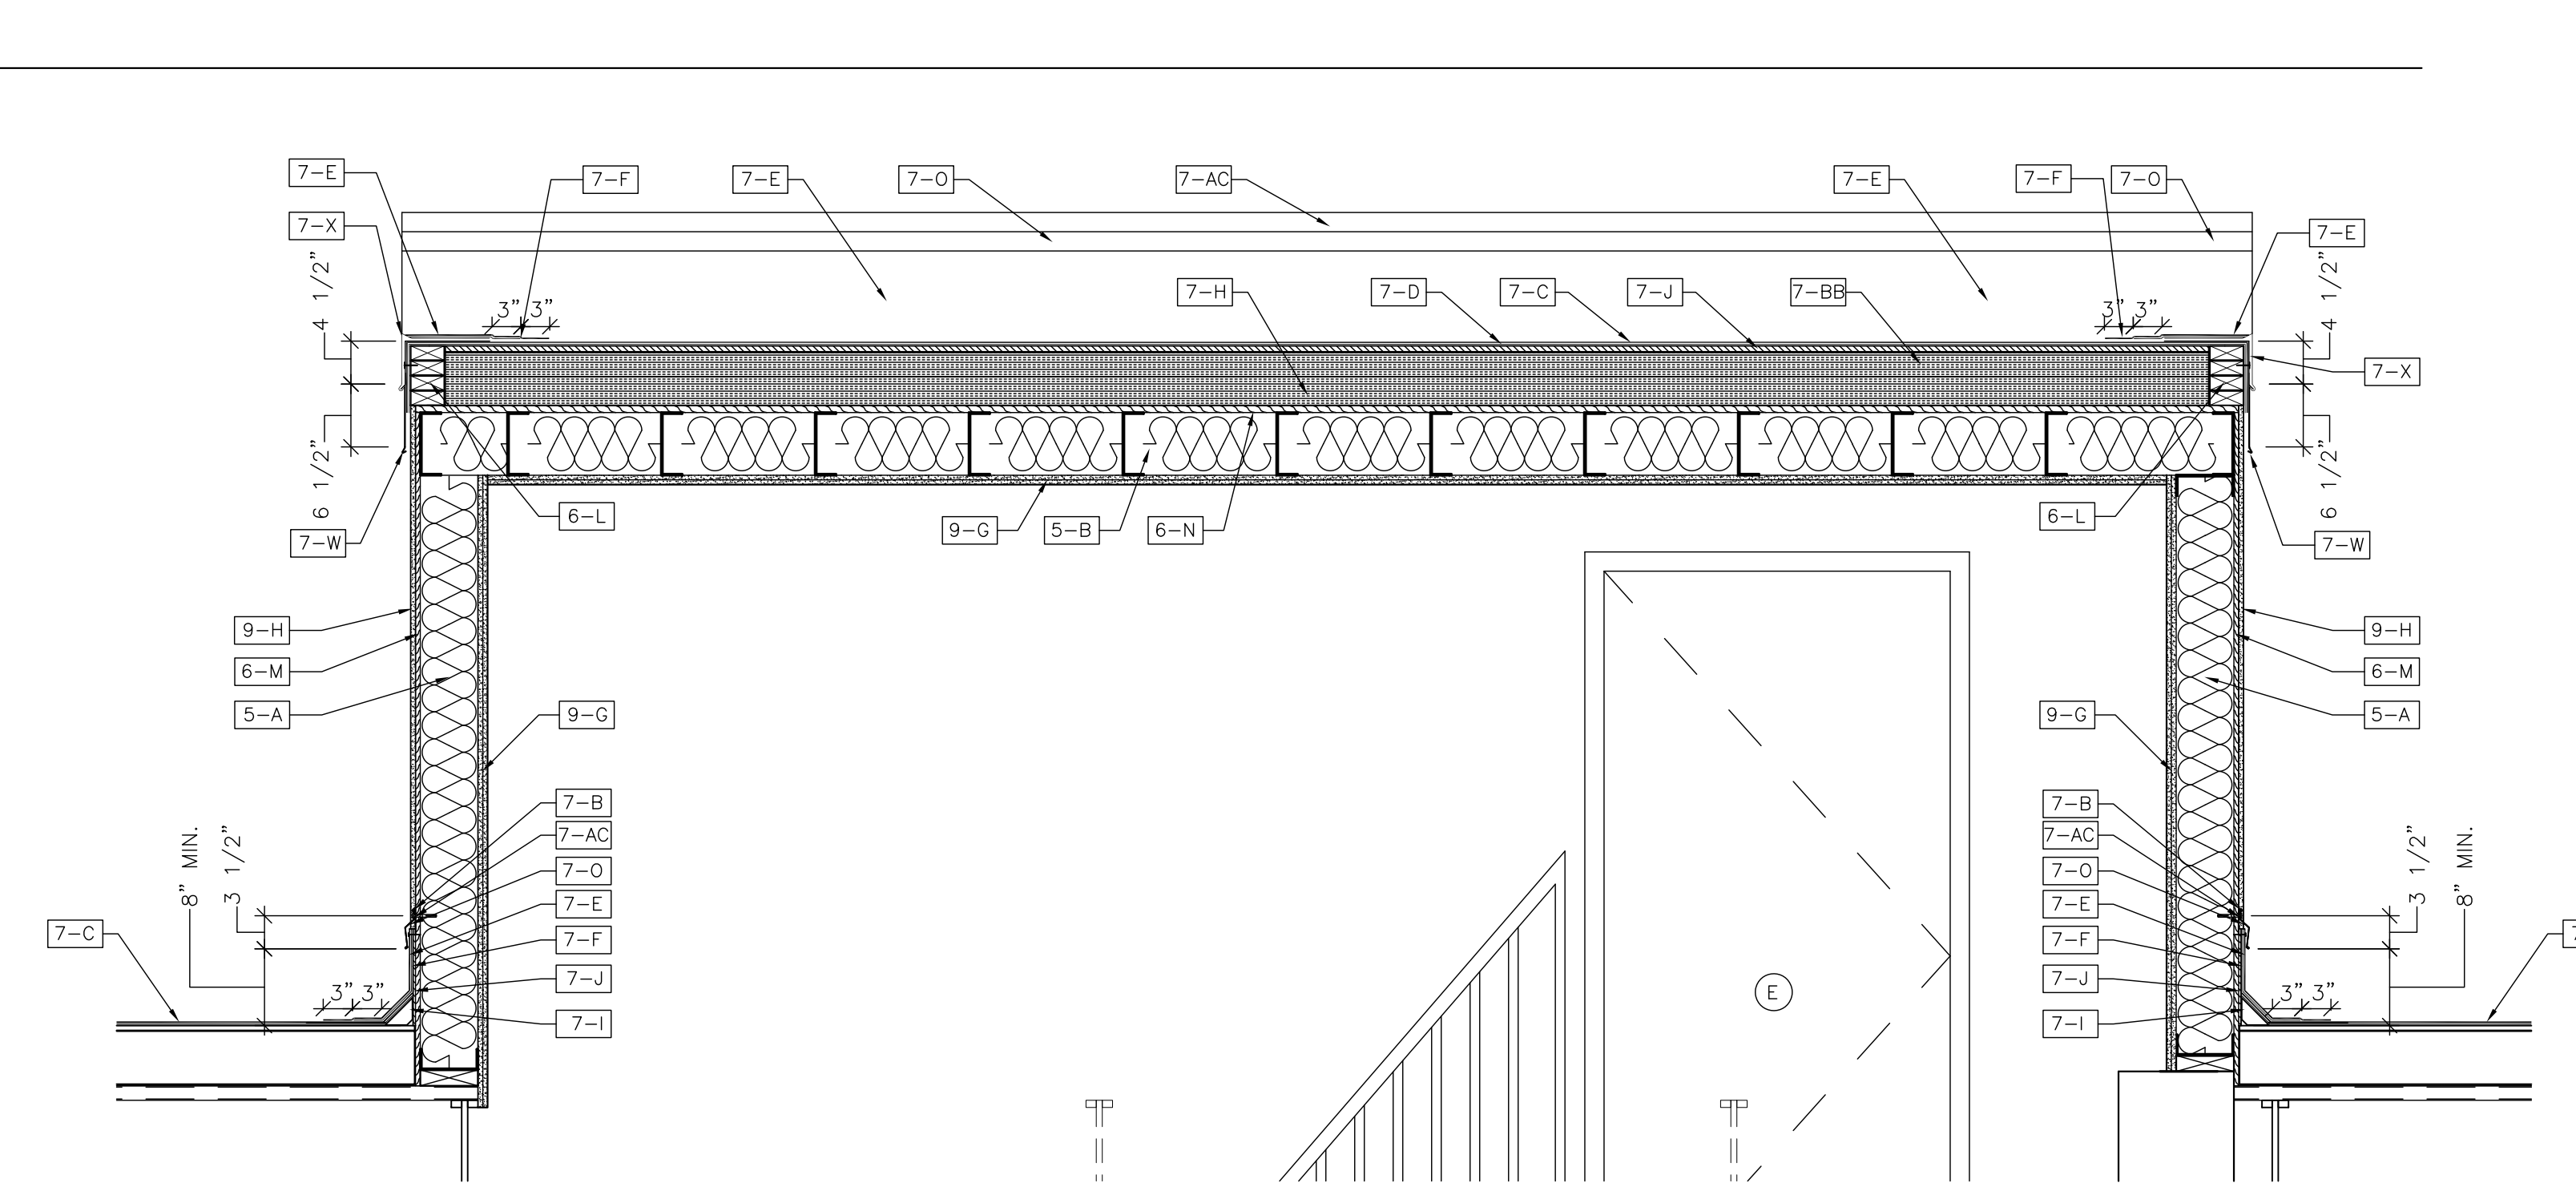 7-E
7-F
7-E
7-O
7-AC
7-E
7-F
7-O
7-X
7-E
4 1/2"
4 1/2"
7-H
7-D
7-C
7-J
7-BB
3" 3"
3" 3"
7-X
6 1/2"
6 1/2"
6-L
9-G
5-B
6-N
6-L
7-W
7-W
9-H
9-H
6-M
6-M
5-A
9-G
9-G
5-A
7-B
7-B
7-AC
7-AC
8" MIN.
3 1/2"
3 1/2"
8" MIN.
7-O
7-O
7-E
7-E
7-C
7-F
7-F
7-J
7-J
E
3" 3"
3" 3"
7-I
7-I